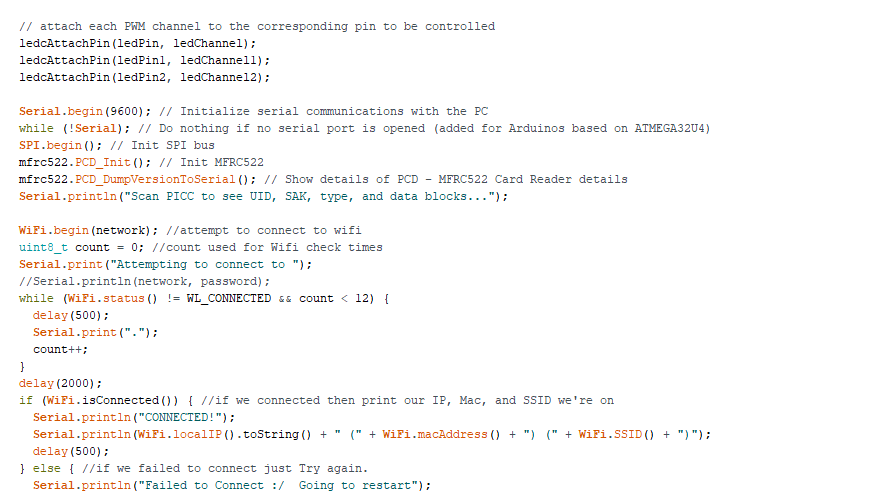 // attach each PWM channel to the corresponding pin to be controlled
ledcAttachPin(ledPin, ledChannel);
ledcAttachPin(ledPin1, ledChannel1);
ledcAttachPin(ledPin2, ledChannel2);
Serial.begin(9600); // Initialize serial communications with the PC
while (!Serial); // Do nothing if no serial port is opened (added for Arduinos based on ATMEGA32U4)
SPI.begin(); // Init SPI bus
mfrc522.PCD_Init(); // Init MFRC522
mfrc522.PCD_DumpVersionToSerial(); // Show details of PCD - MFRC522 Card Reader details
Serial.println("Scan PICC to see UID, SAK, type, and data blocks...");
WiFi.begin(network); //attempt to connect to wifi
uint8_t count = 0; //count used for Wifi check times
Serial.print("Attempting to connect to ");
//Serial.println(network, password);
while (WiFi.status() != WL_CONNECTED && count < 12) {
  delay(500);
  Serial.print(".");
  count++;
}
delay(2000);
if (WiFi.isConnected()) { //if we connected then print our IP, Mac, and SSID we're on
  Serial.println("CONNECTED!");
  Serial.println(WiFi.localIP().toString() + " (" + WiFi.macAddress() + ") (" + WiFi.SSID() + ")");
  delay(500);
} else { //if we failed to connect just Try again.
  Serial.println("Failed to Connect :/  Going to restart");